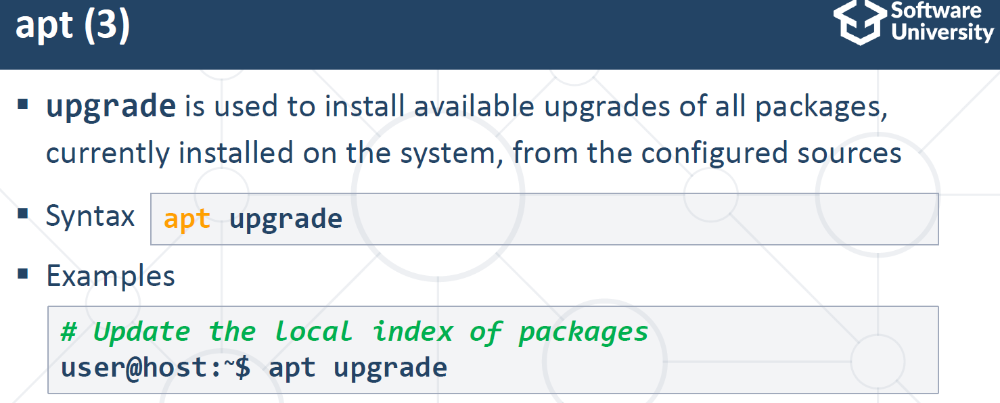 apt (3)
Software
University
▪ upgrade is used to install available upgrades of all packages,
currently installed on the system, from the configured sources
▪ Syntax apt upgrade
▪ Examples
# Update the local index of packages
user@host:~$ apt upgrade